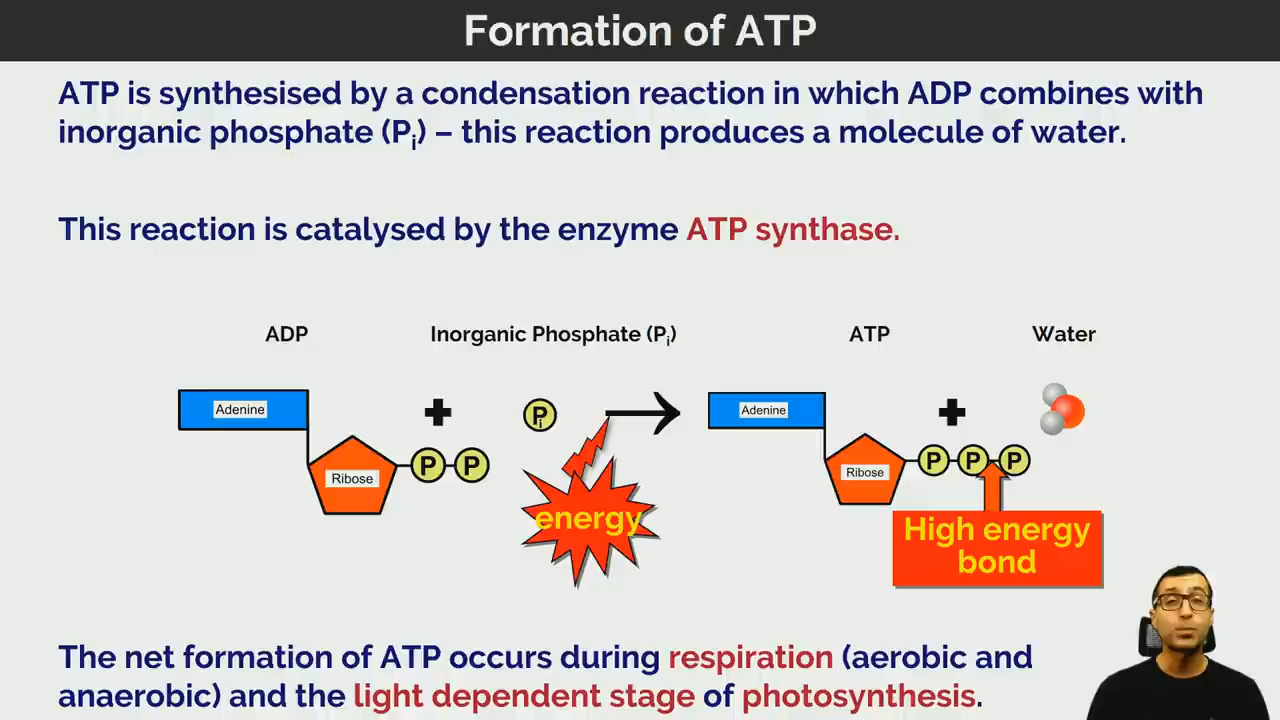 Formation of ATP
ATP is synthesised by a condensation reaction in which ADP combines with
inorganic phosphate (Pi) – this reaction produces a molecule of water.
This reaction is catalysed by the enzyme ATP synthase.
ADP
Inorganic Phosphate (Pi)
ATP
Water
Adenine
Pi
Adenine
Ribose
P P
Ribose
P P P
energy
High energy
bond
The net formation of ATP occurs during respiration (aerobic and
anaerobic) and the light dependent stage of photosynthesis.